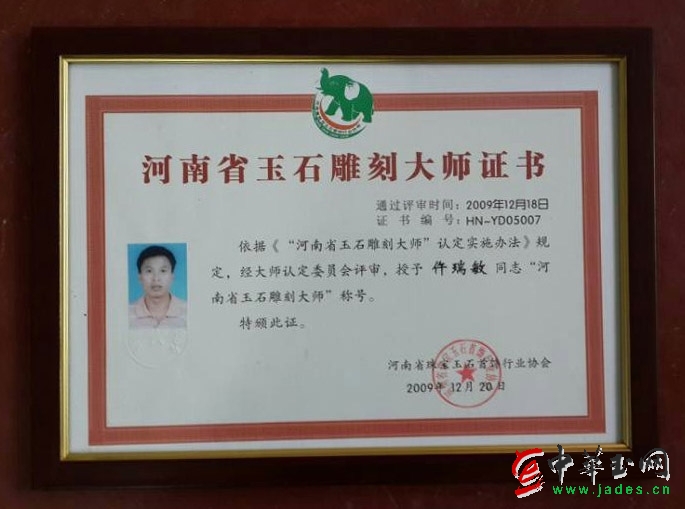 河南省玉石雕刻大师证书
通过评审时间：2009年12月18日
证书编号：HN~YD05007
依据《“河南省玉石雕刻大师”认定实施办法》规
定，经大师认定委员会评审，授予 仵瑞敏 同志“河
南省玉石雕刻大师”称号。
特颁此证。
河南省珠宝玉石首饰行业协会
2009年12月20日
中華玉网
www.jades.cn